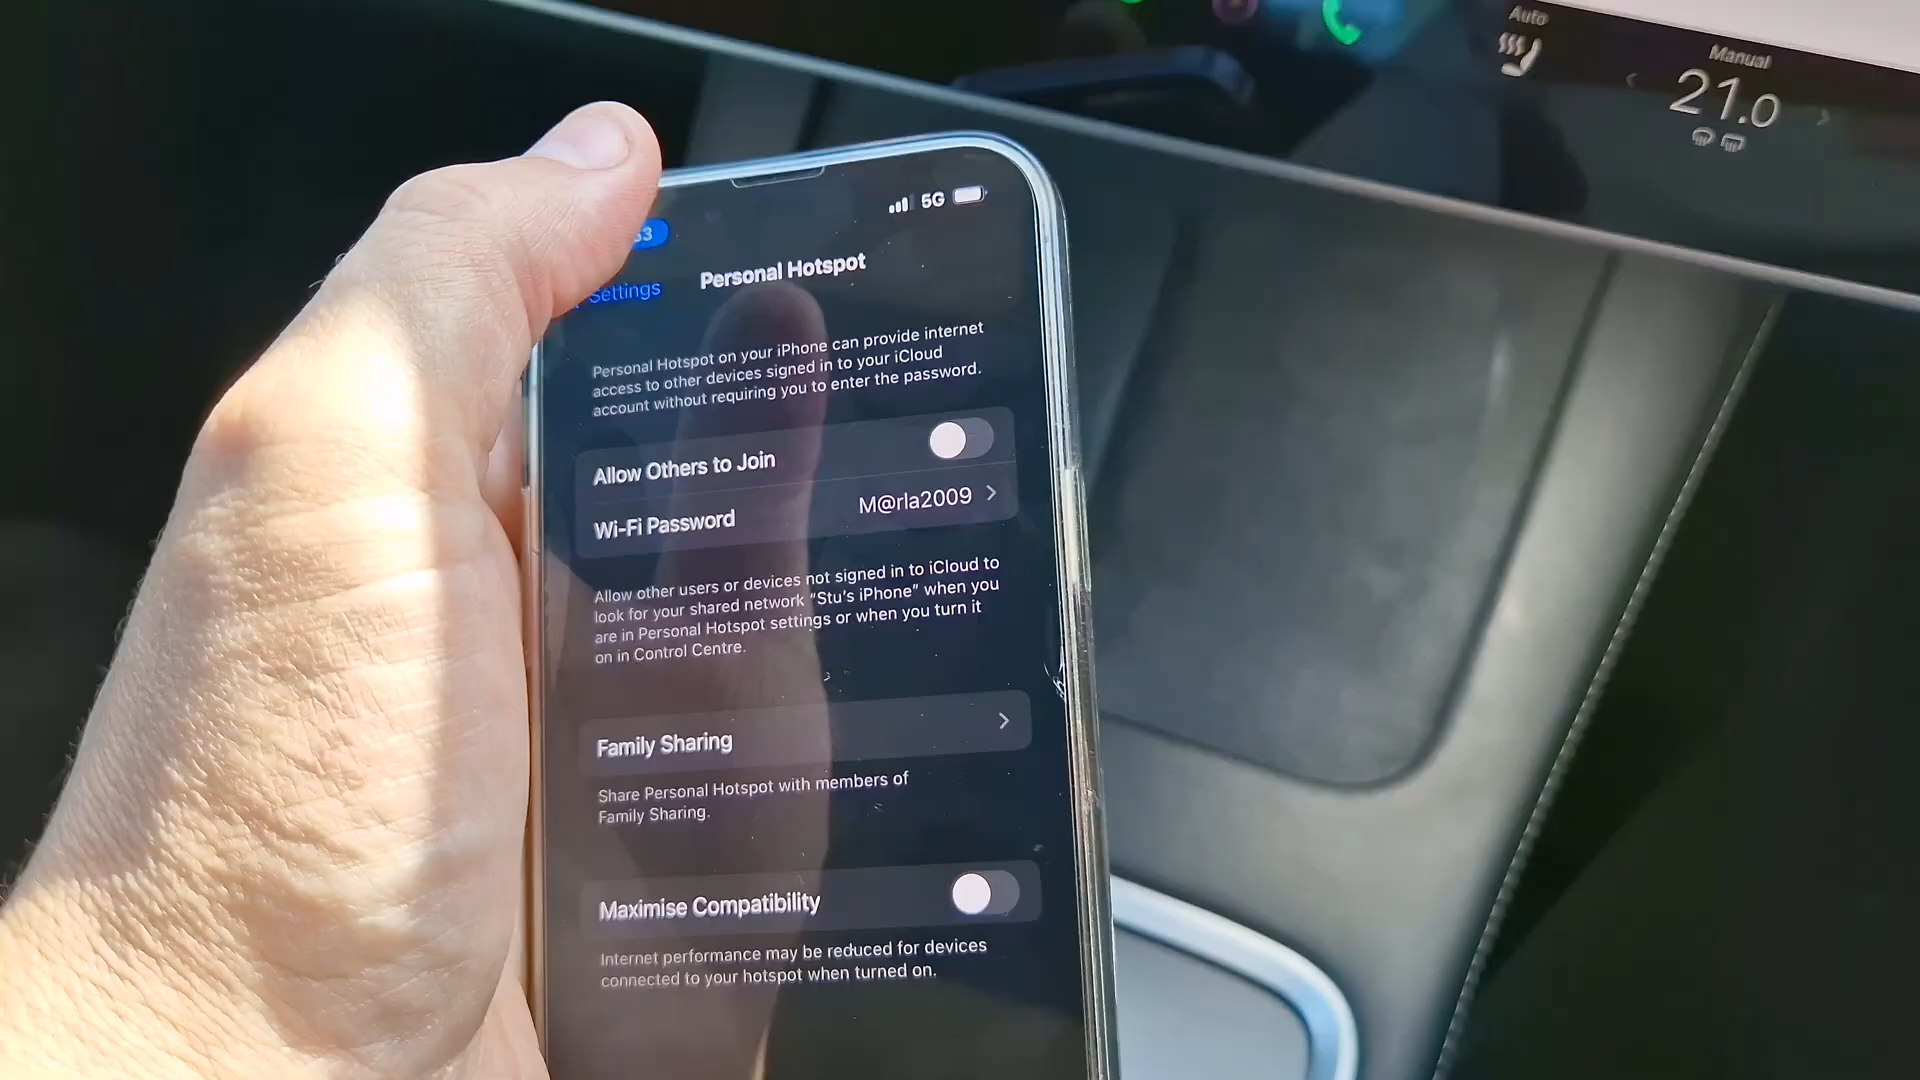 Auto
Manual
21.0
5G
Settings
Personal Hotspot
Personal Hotspot on your iPhone can provide internet
access to other devices signed in to your iCloud
account without requiring you to enter the password.
Allow Others to Join
Wi-Fi Password M@rla2009
Allow other users or devices not signed in to iCloud to
look for your shared network “Stu’s iPhone” when you
are in Personal Hotspot settings or when you turn it
on in Control Centre.
Family Sharing
Share Personal Hotspot with members of
Family Sharing.
Maximise Compatibility
Internet performance may be reduced for devices
connected to your hotspot when turned on.